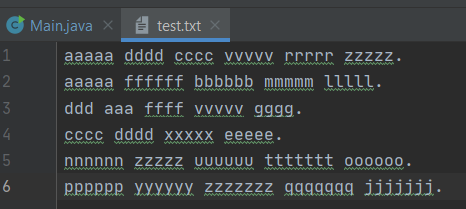 Main.java test.txt
1 aaaaa dddd cccc vvvvv rrrrr zzzzz.
2 aaaaa ffffff bbbbbb mmmmm lllll.
3 ddd aaa ffff vvvvv gggg.
4 cccc dddd xxxxx eeeee.
5 nnnnnn zzzzz uuuuuu ttttttt oooooo.
6 pppppp yyyyyy zzzzzzz qqqqqqq jjjjjjj.